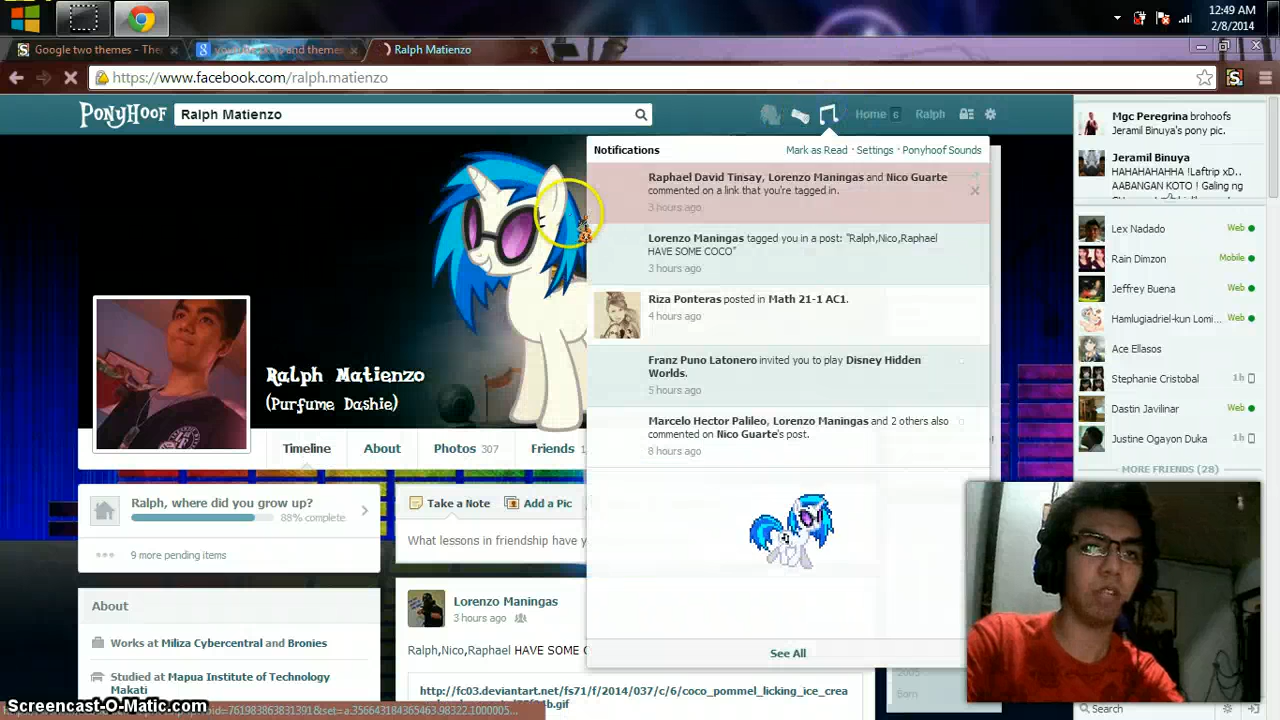 12:49 AM
2/8/2014
Google two themes - The
Ralph Matienzo
https://www.facebook.com/ralph.matienzo
PONYHOOF
Ralph Matienzo
Home 6
Ralph
Notifications
Mark as Read · Settings · Ponyhoof Sounds
Raphael David Tinsay, Lorenzo Maningas and Nico Guarte
commented on a link that you're tagged in.
3 hours ago
Lorenzo Maningas tagged you in a post: "Ralph,Nico,Raphael
HAVE SOME COCO"
3 hours ago
Riza Ponteras posted in Math 21-1 AC1.
4 hours ago
Franz Puno Latonero invited you to play Disney Hidden
Worlds.
5 hours ago
Marcelo Hector Palileo, Lorenzo Maningas and 2 others also
commented on Nico Guarte's post.
8 hours ago
See All
Mgc Peregrina brohoofs
Jeramil Binuya's pony pic.
Jeramil Binuya
HAHAHAHAHHA !Laftrip xD..
AABANGAN KOTO ! Galing ng
Lex Nadado Web
Rain Dimzon Mobile
Jeffrey Buena Web
Hamlugiadriel-kun Lomi... Web
Ace Ellasos
Stephanie Cristobal 1h
Dastin Javilinar Web
Justine Ogayon Duka 1h
MORE FRIENDS (28)
Search
Ralph Matienzo
(Purfume Dashie)
Timeline
About
Photos 307
Friends 1
Ralph, where did you grow up?
88% complete
9 more pending items
Take a Note
Add a Pic
What lessons in friendship have y
About
Works at Miliza Cybercentral and Bronies
Studied at Mapua Institute of Technology
Makati
Lorenzo Maningas
3 hours ago
Ralph,Nico,Raphael HAVE SOME C
http://fc03.deviantart.net/fs71/f/2014/037/c/6/coco_pommel_licking_ice_crea
Born
Screencast-O-Matic.com